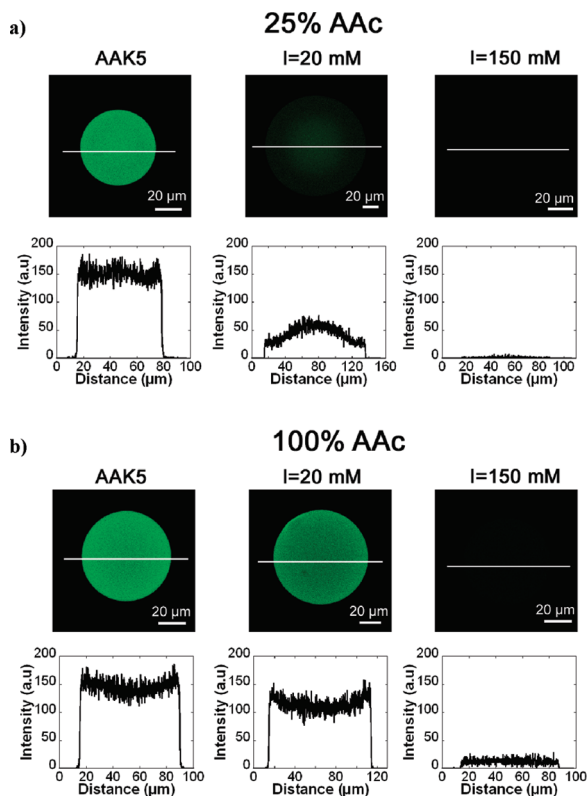 a)
25% AAc
AAK5
I=20 mM
I=150 mM
20 µm
20 µm
20 µm
200
150
100
50
0
Intensity (a.u)
0 20 40 60 80 100
Distance (µm)
200
150
100
50
0
Intensity (a.u)
0 40 80 120 160
Distance (µm)
200
150
100
50
0
Intensity (a.u)
0 20 40 60 80 100
Distance (µm)
b)
100% AAc
AAK5
I=20 mM
I=150 mM
20 µm
20 µm
20 µm
200
150
100
50
0
Intensity (a.u)
0 20 40 60 80 100
Distance (µm)
200
150
100
50
0
Intensity (a.u)
0 40 80 120
Distance (µm)
200
150
100
50
0
Intensity (a.u)
0 20 40 60 80 100
Distance (µm)